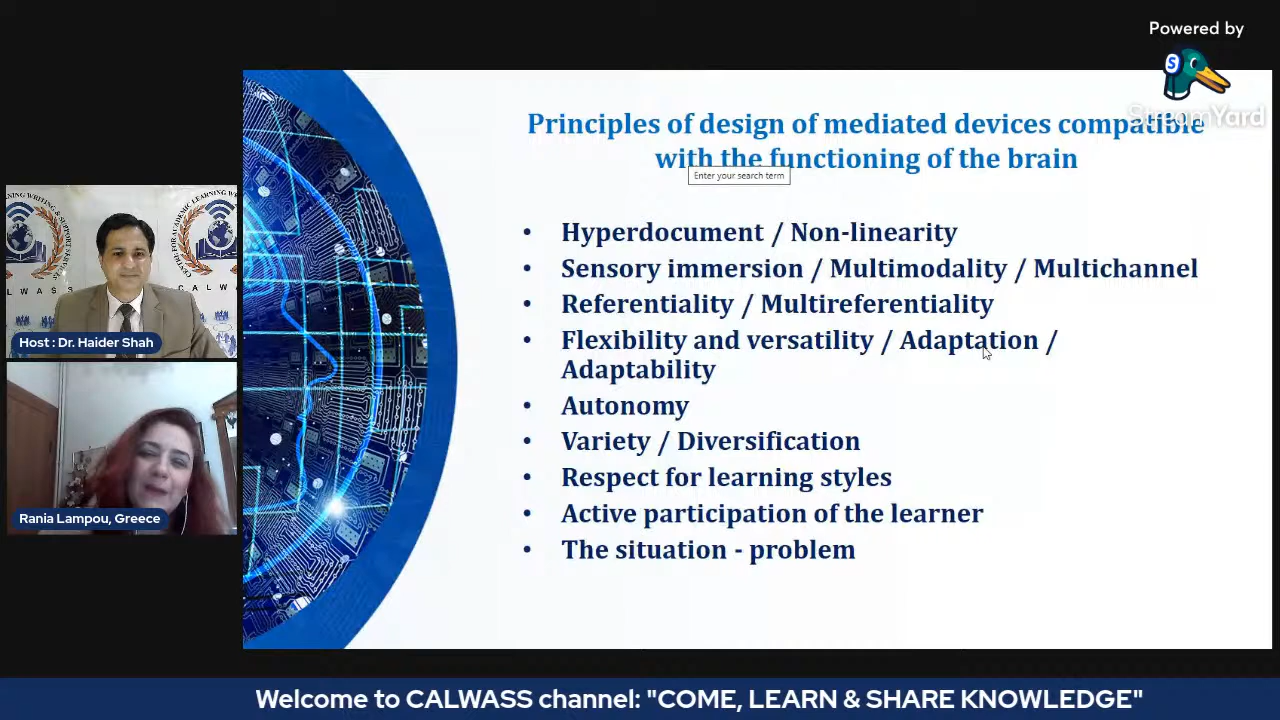 Powered by
StreamYard
Principles of design of mediated devices compatible
with the functioning of the brain
Enter your search term
• Hyperdocument / Non-linearity
• Sensory immersion / Multimodality / Multichannel
• Referentiality / Multireferentiality
• Flexibility and versatility / Adaptation /
Adaptability
• Autonomy
• Variety / Diversification
• Respect for learning styles
• Active participation of the learner
• The situation - problem
CALWASS
Host : Dr. Haider Shah
Rania Lampou, Greece
Welcome to CALWASS channel: "COME, LEARN & SHARE KNOWLEDGE"